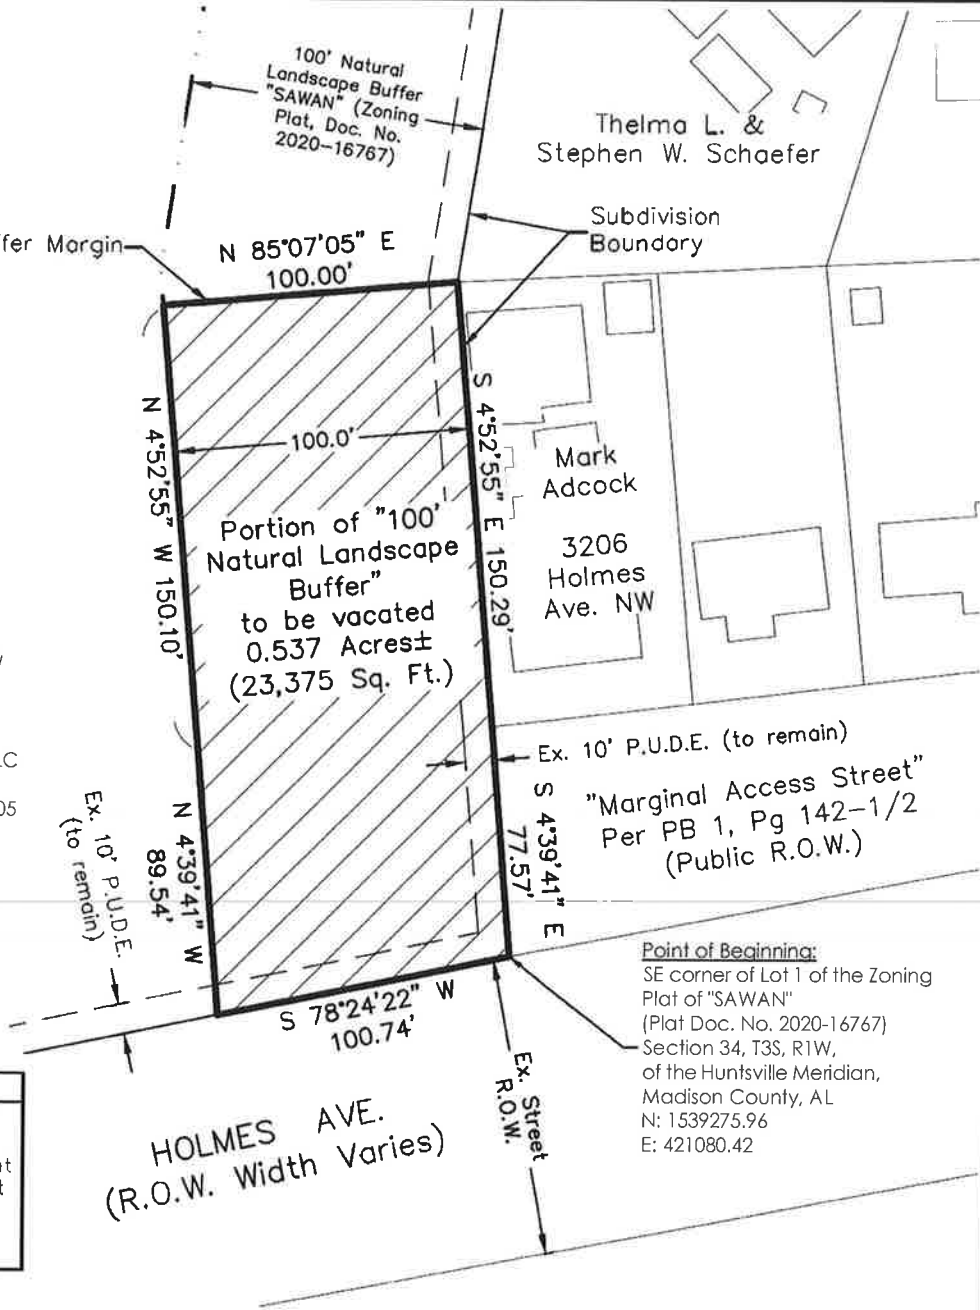 100' Natural
Landscape Buffer
"SAWAN" (Zoning
Plat, Doc. No.
2020-16767)
Thelma L. &
Stephen W. Schaefer
Subdivision
Boundary
fer Margin
N 85°07'05" E
100.00'
N 4°52'55" W 150.10'
100.0'
S 4°52'55" E 150.29'
Mark
Adcock
3206
Holmes
Ave. NW
Portion of "100'
Natural Landscape
Buffer"
to be vacated
0.537 Acres±
(23,375 Sq. Ft.)
C
05
Ex. 10' P.U.D.E. (to remain)
"Marginal Access Street"
Per PB 1, Pg 142-1/2
(Public R.O.W.)
Ex. 10' P.U.D.E.
(to remain)
N 4°39'41" W
89.54'
S 4°39'41" E
77.57'
S 78°24'22" W
100.74'
Point of Beginning:
SE corner of Lot 1 of the Zoning
Plat of "SAWAN"
(Plat Doc. No. 2020-16767)
Section 34, T3S, R1W,
of the Huntsville Meridian,
Madison County, AL
N: 1539275.96
E: 421080.42
Ex. Street
R.O.W.
HOLMES AVE.
(R.O.W. Width Varies)